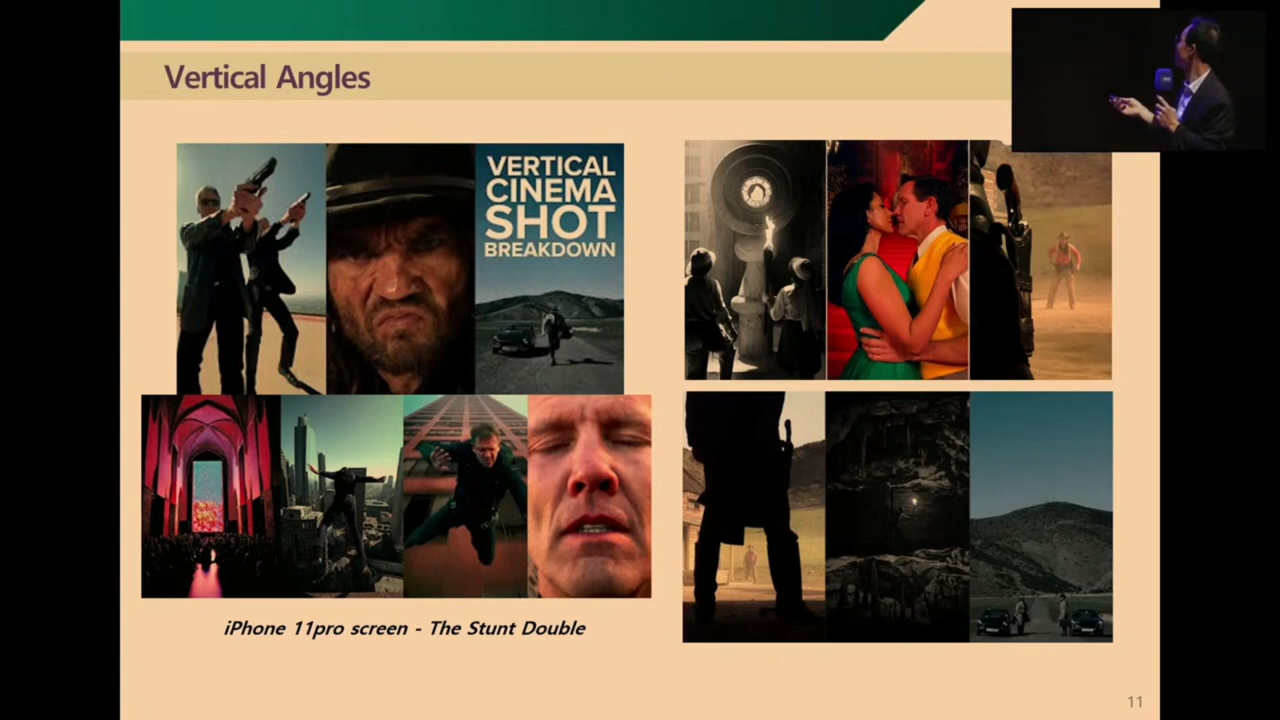 Vertical Angles
VERTICAL
CINEMA
SHOT
BREAKDOWN
iPhone 11pro screen - The Stunt Double
11